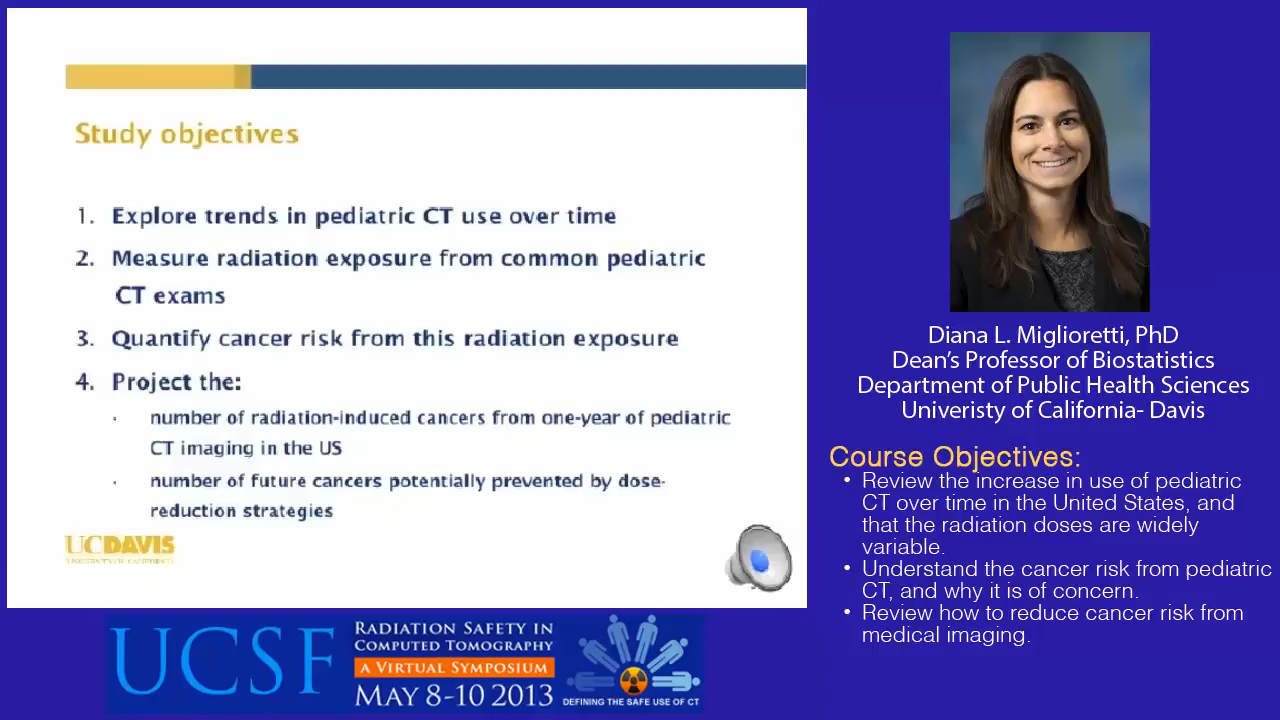 Study objectives
1. Explore trends in pediatric CT use over time
2. Measure radiation exposure from common pediatric
CT exams
3. Quantify cancer risk from this radiation exposure
4. Project the:
· number of radiation-induced cancers from one-year of pediatric
CT imaging in the US
· number of future cancers potentially prevented by dose-
reduction strategies
UCDAVIS
UNIVERSITY OF CALIFORNIA
Diana L. Miglioretti, PhD
Dean's Professor of Biostatistics
Department of Public Health Sciences
Univeristy of California- Davis
Course Objectives:
• Review the increase in use of pediatric
CT over time in the United States, and
that the radiation doses are widely
variable.
• Understand the cancer risk from pediatric
CT, and why it is of concern.
• Review how to reduce cancer risk from
medical imaging.
UCSF
RADIATION SAFETY IN
COMPUTED TOMOGRAPHY
A VIRTUAL SYMPOSIUM
MAY 8-10 2013
DEFINING THE SAFE USE OF CT